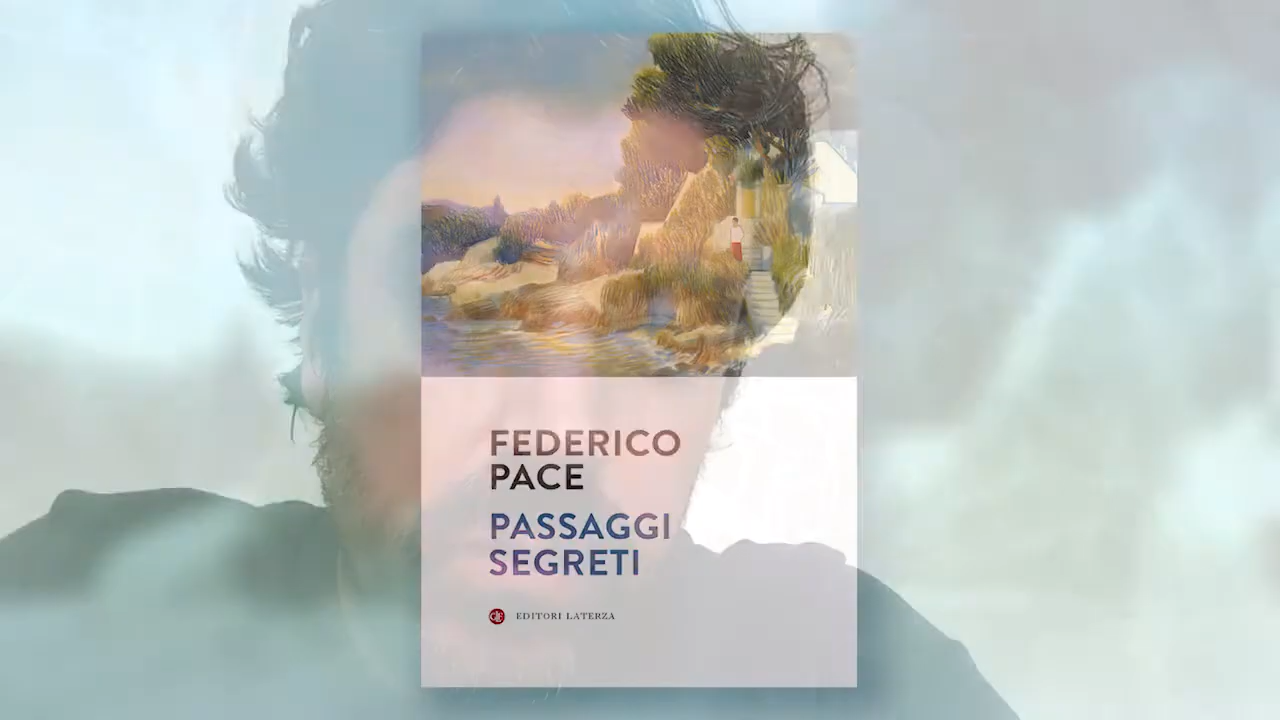 FEDERICO
PACE
PASSAGGI
SEGRETI
EDITORI LATERZA